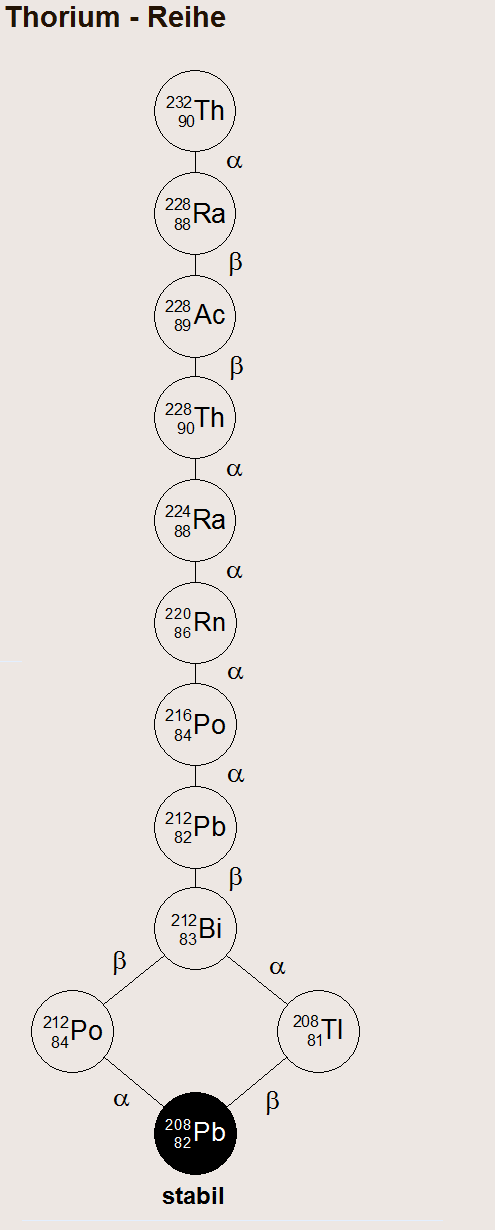 Thorium - Reihe
232
90 Th
α
228
88 Ra
β
228
89 Ac
β
228
90 Th
α
224
88 Ra
α
220
86 Rn
α
216
84 Po
α
212
82 Pb
β
212
83 Bi
β α
212 208
84 Po 81 Tl
α β
208
82 Pb
stabil